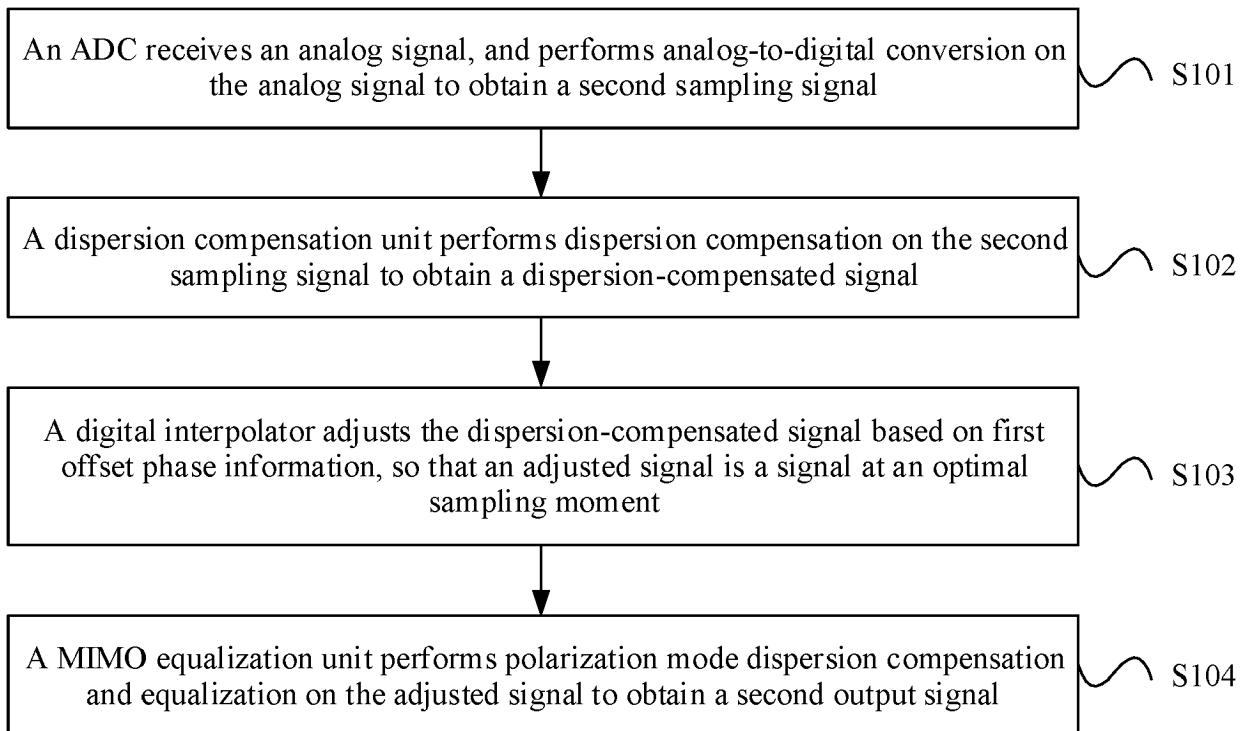 An ADC receives an analog signal, and performs analog-to-digital conversion on
the analog signal to obtain a second sampling signal
S101
A dispersion compensation unit performs dispersion compensation on the second
sampling signal to obtain a dispersion-compensated signal
S102
A digital interpolator adjusts the dispersion-compensated signal based on first
offset phase information, so that an adjusted signal is a signal at an optimal
sampling moment
S103
A MIMO equalization unit performs polarization mode dispersion compensation
and equalization on the adjusted signal to obtain a second output signal
S104